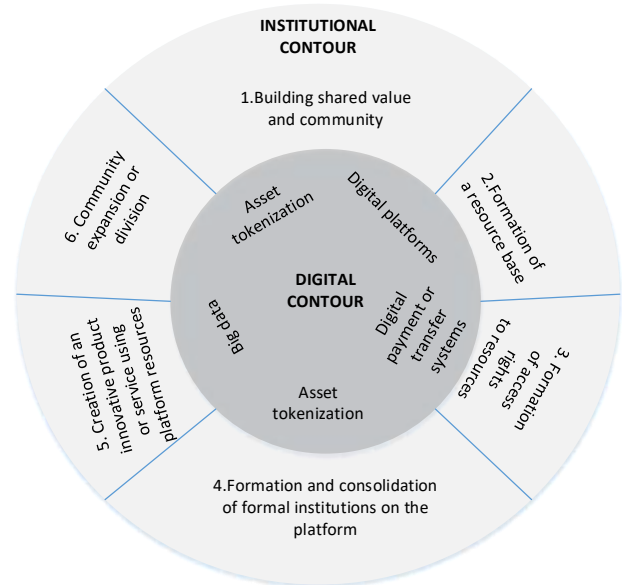 INSTITUTIONAL
CONTOUR
1.Building shared value
and community
2.Formation of
a resource base
3. Formation
of access
rights
to resources
4.Formation and consolidation
of formal institutions on the
platform
5. Creation of an
inovative product
or service using
platform resources
6. Community
expansion or
division
Asset
tokenization
Digital platforms
DIGITAL
CONTOUR
Digital
payment or
transfer
systems
Big data
Asset
tokenization